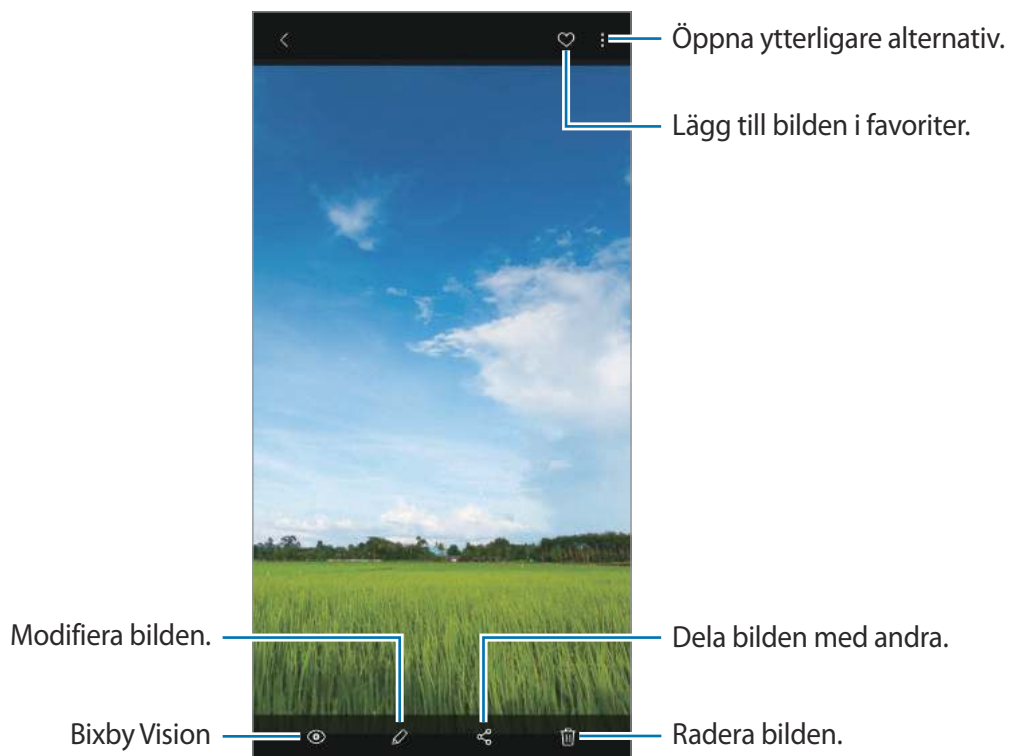 Öppna ytterligare alternativ.
Lägg till bilden i favoriter.
Modifiera bilden.
Dela bilden med andra.
Bixby Vision
Radera bilden.